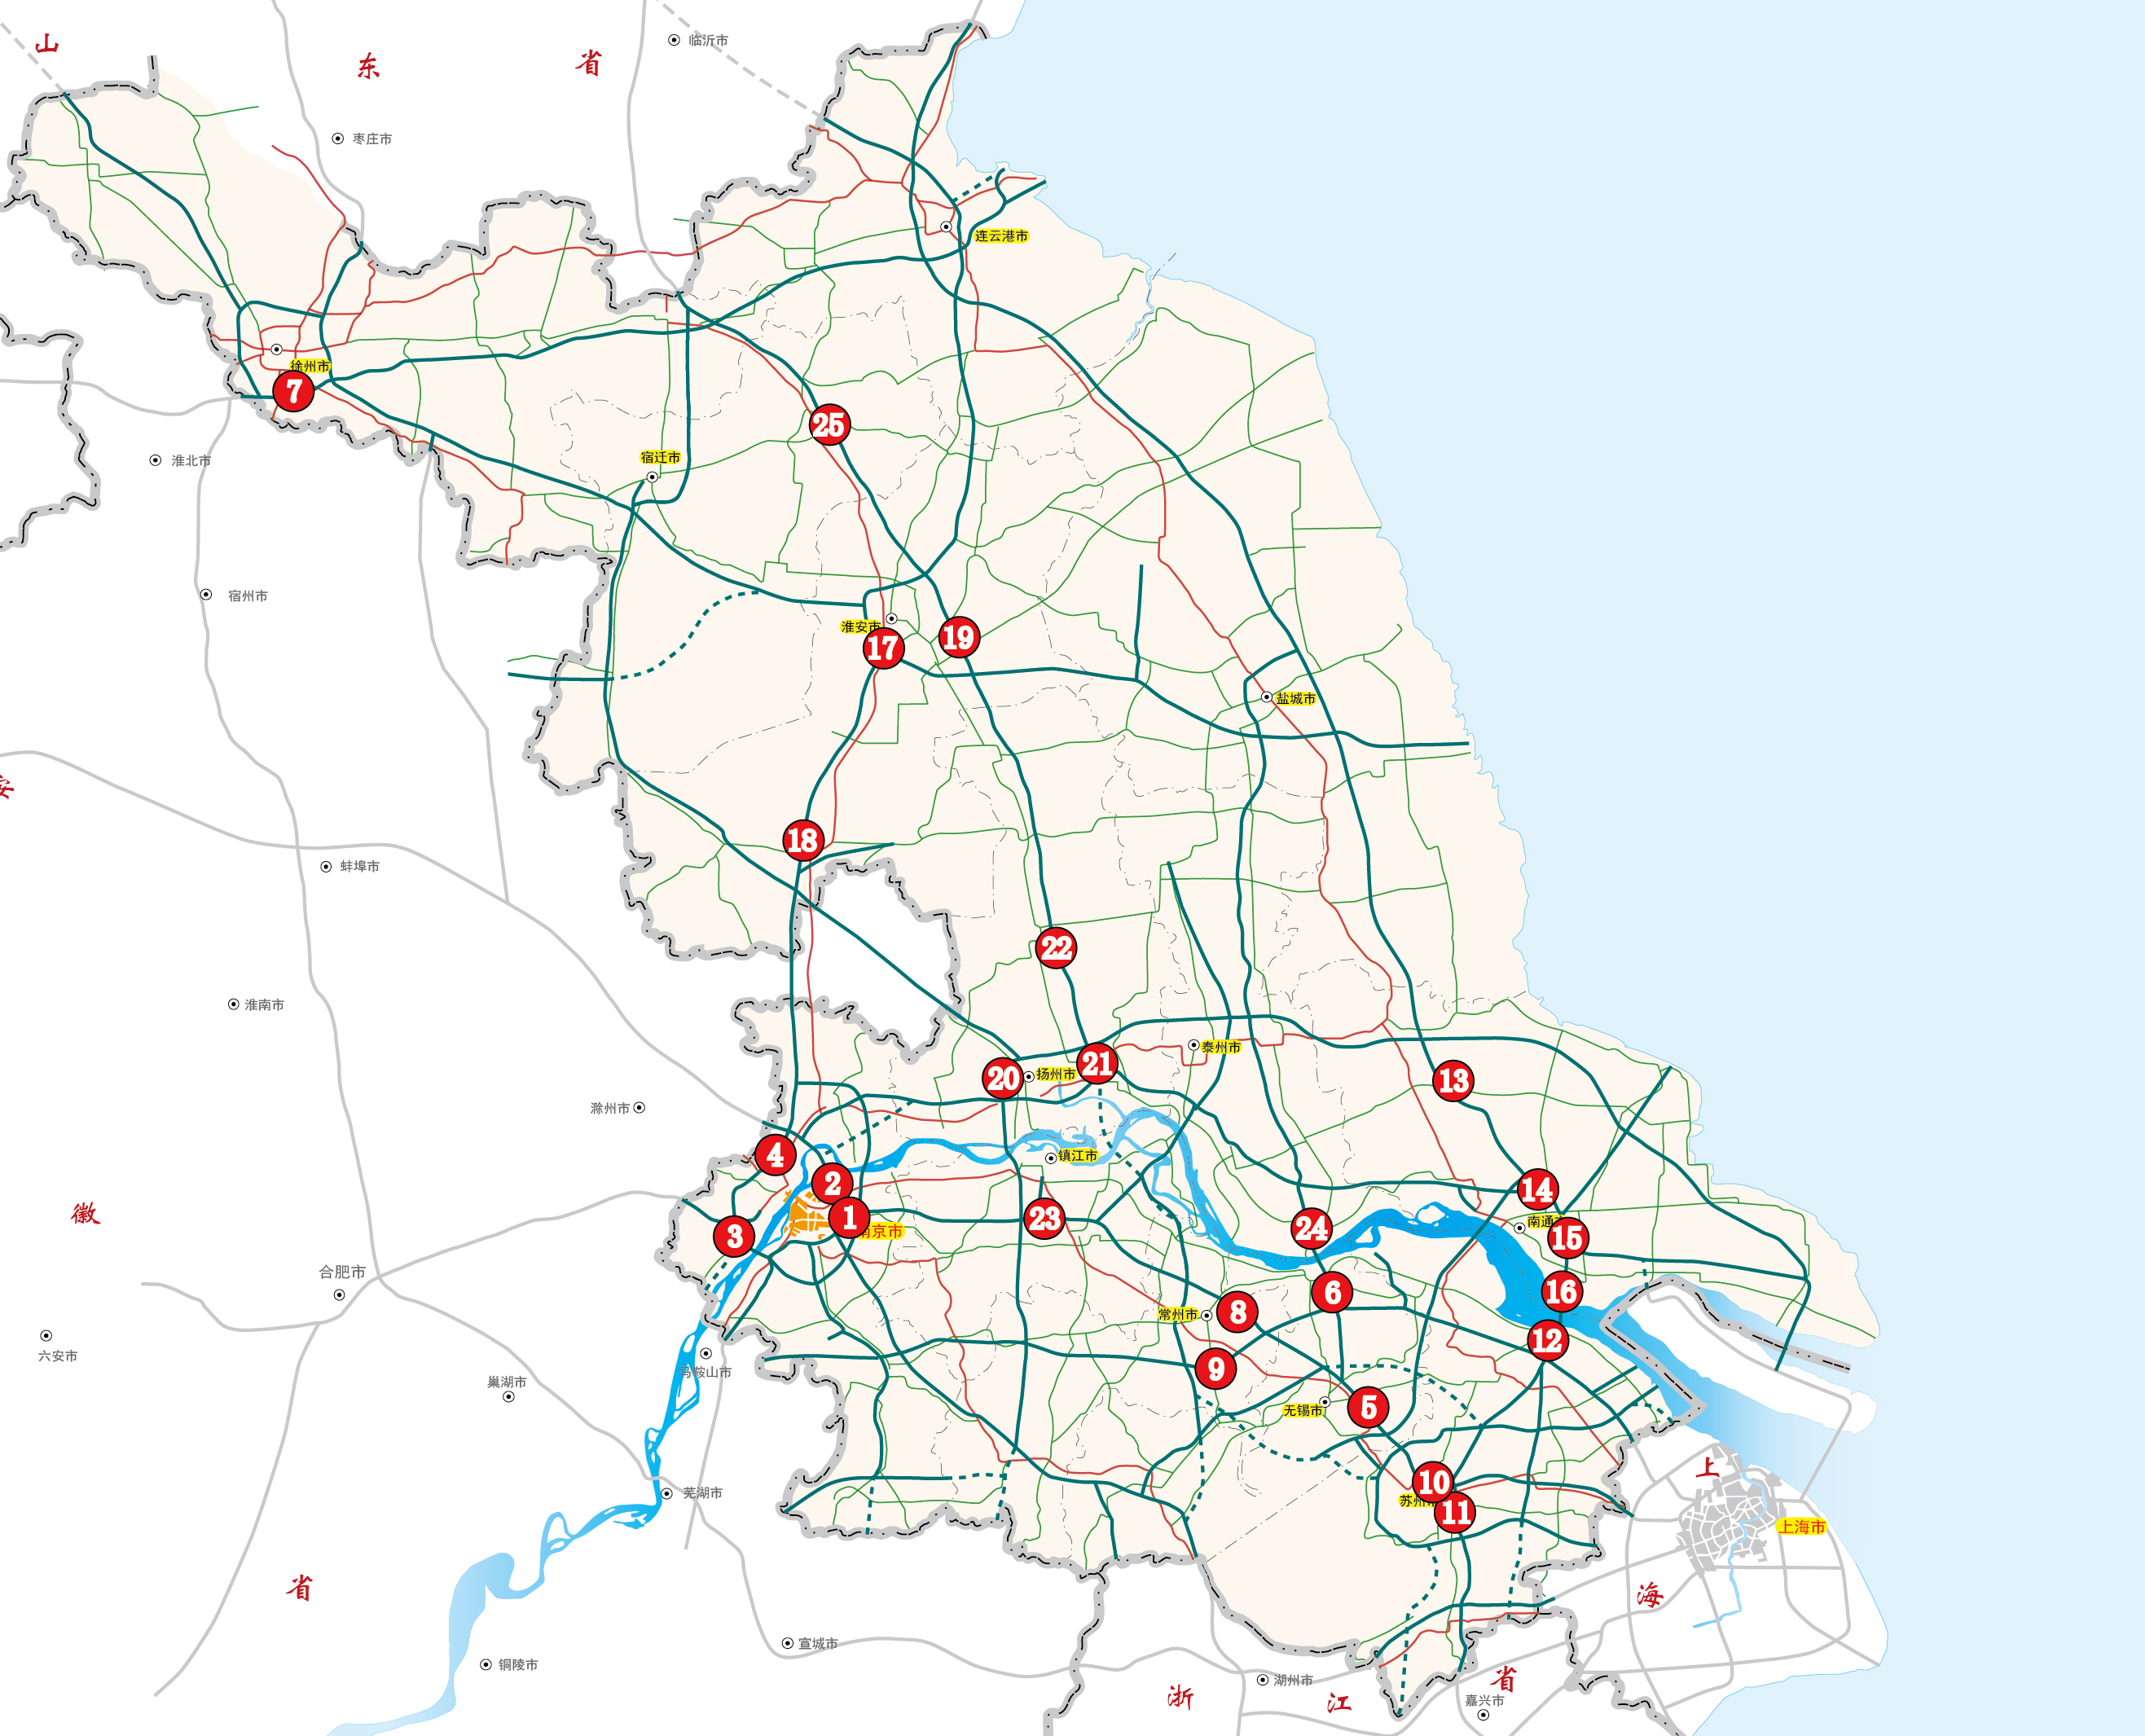 山
东
省
临沂市
枣庄市
连云港市
徐州市
7
25
淮北市
宿迁市
宿州市
淮安市
17
19
盐城市
安
18
蚌埠市
22
淮南市
泰州市
21
扬州市
20
13
滁州市
4
镇江市
2
14
徽
1
南京市
23
24
南通
3
15
合肥市
6
16
8
常州市
六安市
12
马鞍山市
9
巢湖市
5
无锡市
上
10
芜湖市
苏州市
11
上海市
省
海
宣城市
铜陵市
省
湖州市
浙
江
嘉兴市